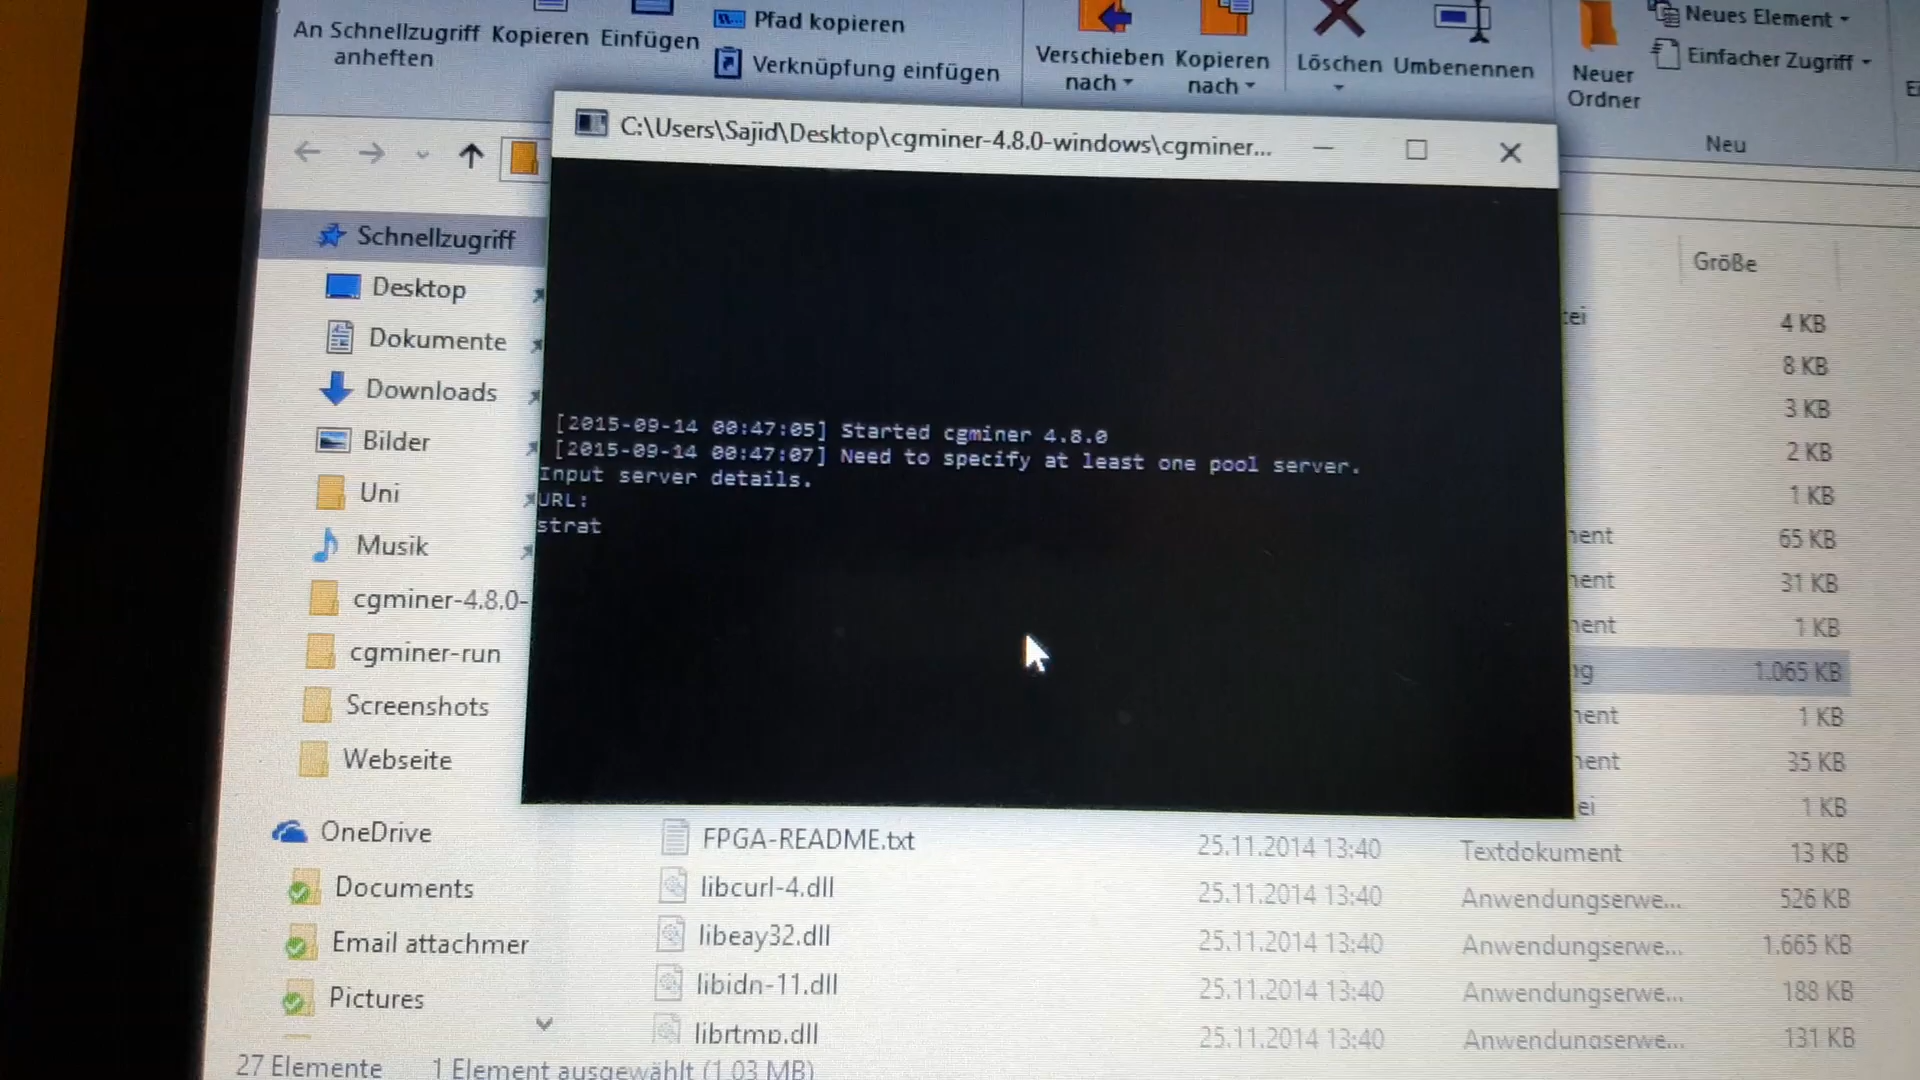 An Schnellzugriff anheften
Kopieren
Einfügen
Pfad kopieren
Verknüpfung einfügen
Verschieben nach
Kopieren nach
Löschen
Umbenennen
Neuer Ordner
Neues Element
Einfacher Zugriff
Neu
C:\Users\Sajid\Desktop\cgminer-4.8.0-windows\cgminer...
[2015-09-14 00:47:05] Started cgminer 4.8.0
[2015-09-14 00:47:07] Need to specify at least one pool server.
Input server details.
URL:
strat
Schnellzugriff
Desktop
Dokumente
Downloads
Bilder
Uni
Musik
cgminer-4.8.0-
cgminer-run
Screenshots
Webseite
OneDrive
Documents
Email attachmer
Pictures
Größe
4 KB
8 KB
3 KB
2 KB
1 KB
65 KB
31 KB
1 KB
1.065 KB
1 KB
35 KB
1 KB
FPGA-README.txt 25.11.2014 13:40 Textdokument 13 KB
libcurl-4.dll 25.11.2014 13:40 Anwendungserwe... 526 KB
libeay32.dll 25.11.2014 13:40 Anwendungserwe... 1.665 KB
libidn-11.dll 25.11.2014 13:40 Anwendungserwe... 188 KB
librtmp.dll 25.11.2014 13:40 Anwendungserwe... 131 KB
27 Elemente 1 Element ausgewählt (1,03 MB)